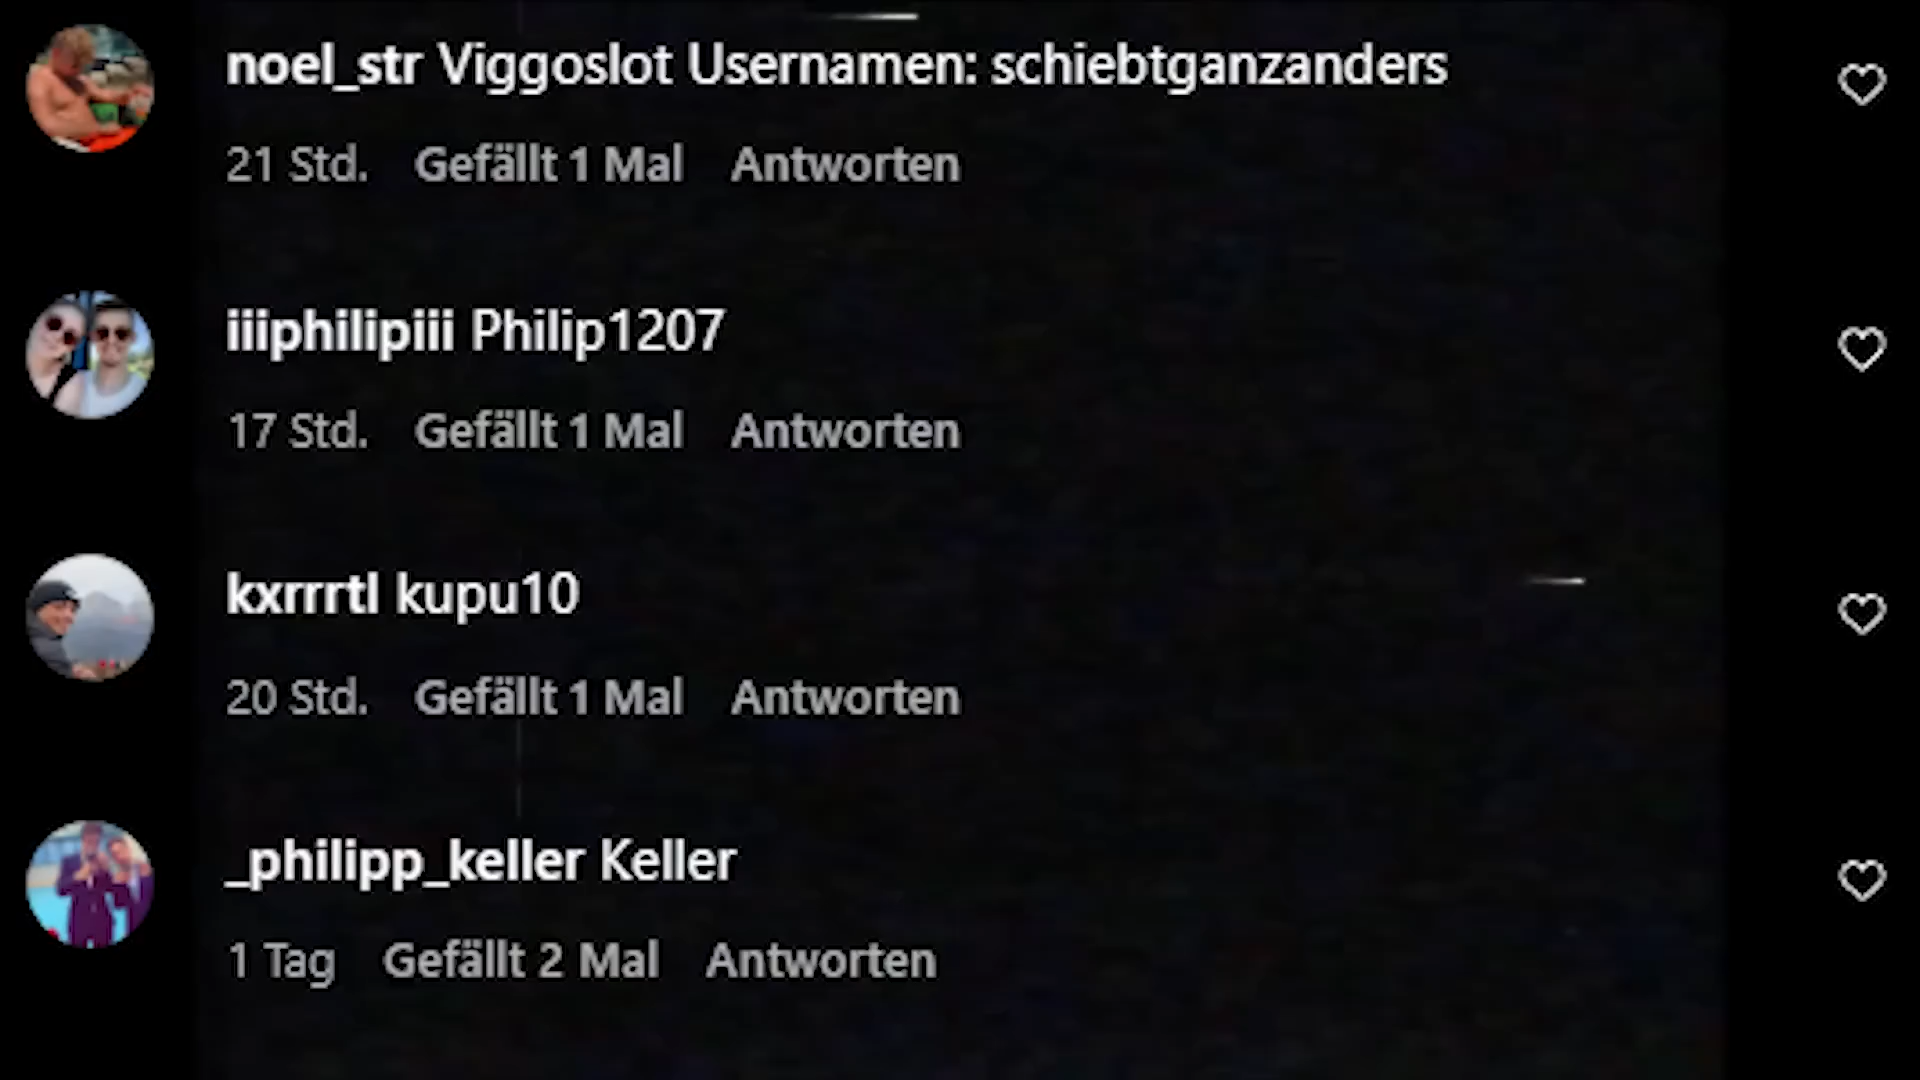 noel_str Viggoslot Usernamen: schiebtganzanders
21 Std. Gefällt 1 Mal Antworten
iiiphilipiii Philip1207
17 Std. Gefällt 1 Mal Antworten
kxrrrtl kupu10
20 Std. Gefällt 1 Mal Antworten
_philipp_keller Keller
1 Tag Gefällt 2 Mal Antworten